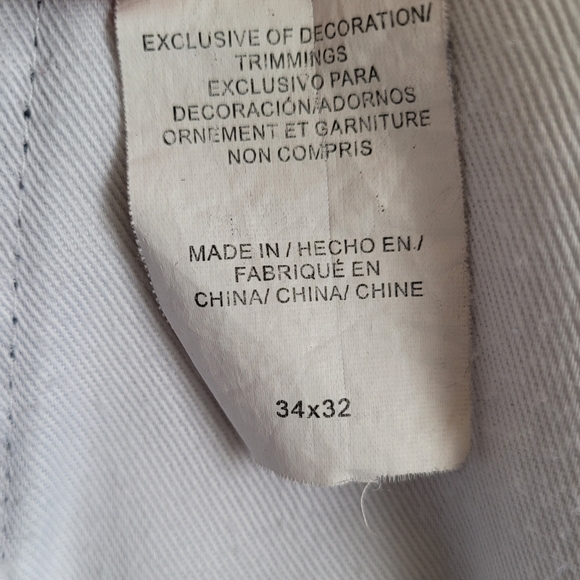 EXCLUSIVE OF DECORATION/
TRIMMINGS
EXCLUSIVO PARA
DECORACIÓN/ADORNOS
ORNEMENT ET GARNITURE
NON COMPRIS
MADE IN / HECHO EN./
FABRIQUÉ EN
CHINA/ CHINA/ CHINE
34x32